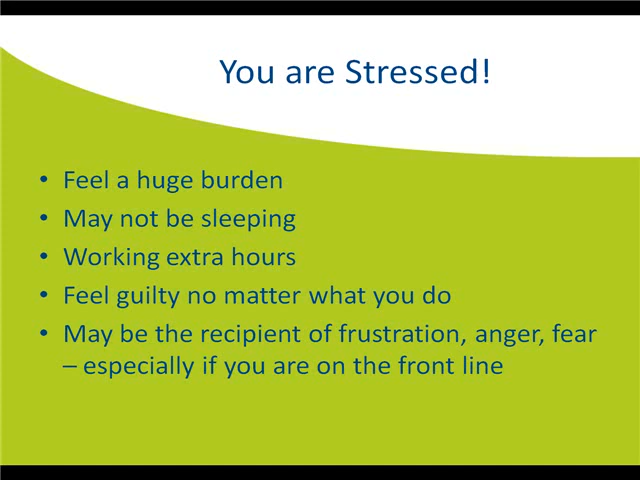 You are Stressed!
• Feel a huge burden
• May not be sleeping
• Working extra hours
• Feel guilty no matter what you do
• May be the recipient of frustration, anger, fear
– especially if you are on the front line